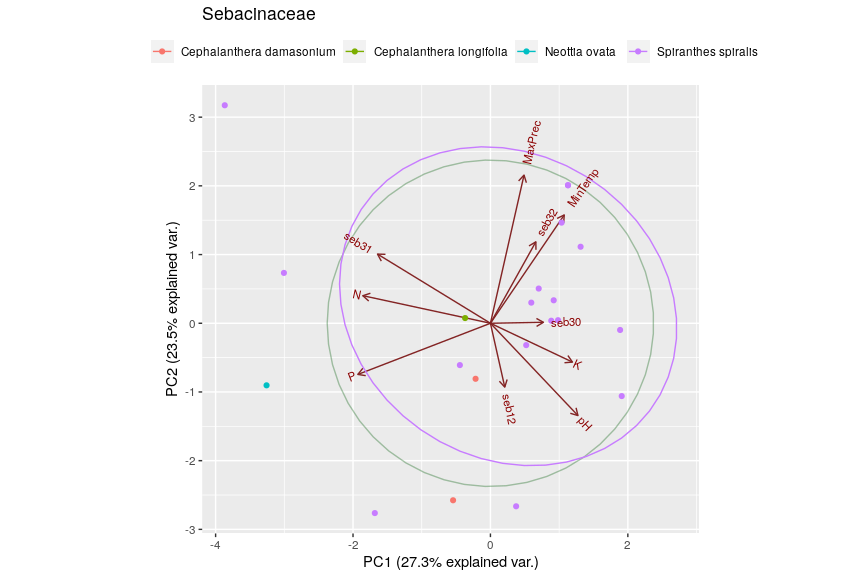 Sebacinaceae
Cephalanthera damasonium Cephalanthera longifolia Neottia ovata Spiranthes spiralis
3
2
1
0
-1
-2
-3
PC2 (23.5% explained var.)
MaxPrec
MinTemp
seb32
seb31
N
seb30
K
P
seb12
pH
-4 -2 0 2
PC1 (27.3% explained var.)